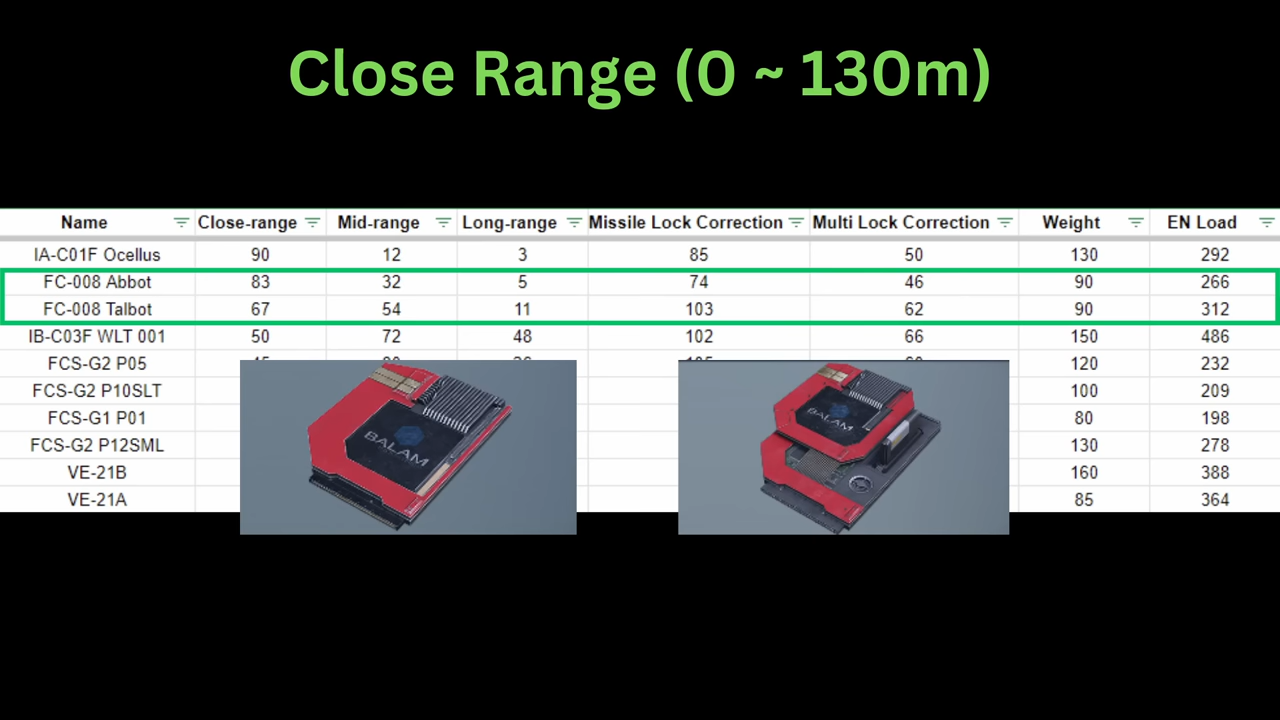 Close Range (0 ~ 130m)
Name Close-range Mid-range Long-range Missile Lock Correction Multi Lock Correction Weight EN Load
IA-C01F Ocellus 90 12 3 85 50 130 292
FC-008 Abbot 83 32 5 74 46 90 266
FC-008 Talbot 67 54 11 103 62 90 312
IB-C03F WLT 001 50 72 48 102 66 150 486
FCS-G2 P05 120 232
FCS-G2 P10SLT 100 209
FCS-G1 P01 80 198
FCS-G2 P12SML 130 278
VE-21B 160 388
VE-21A 85 364
BALAM
BALAM